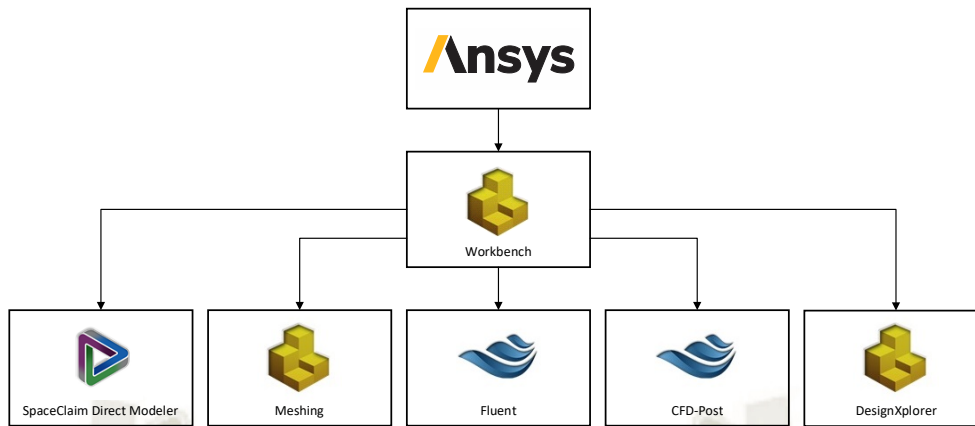 Ansys
Workbench
SpaceClaim Direct Modeler
Meshing
Fluent
CFD-Post
DesignXplorer